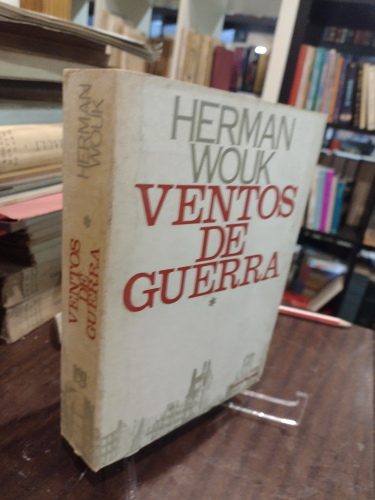 HERMAN
WOUK
VENTOS
DE
GUERRA
*
HERMAN
WOUK
*
VENTOS
DE
GUERRA